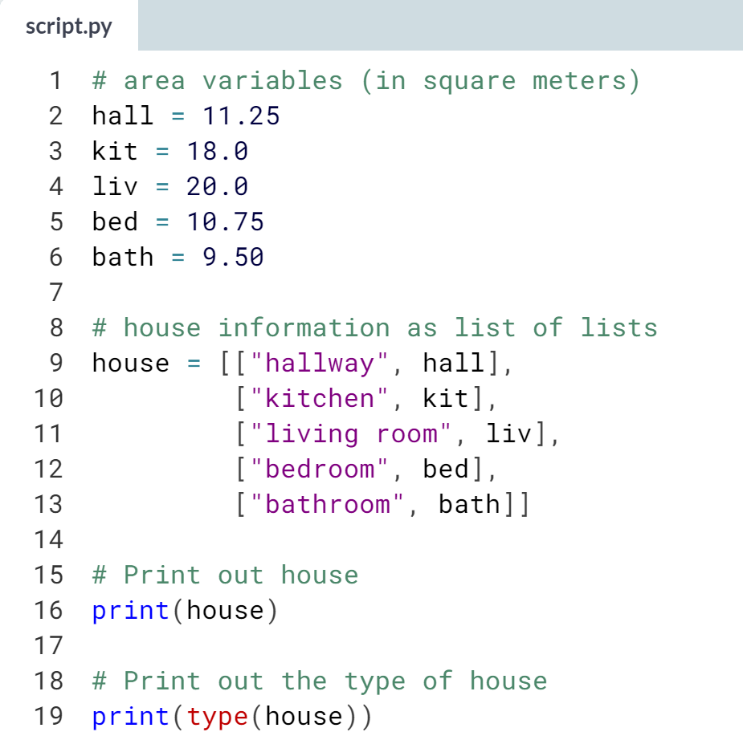 script.py
1 # area variables (in square meters)
2 hall = 11.25
3 kit = 18.0
4 liv = 20.0
5 bed = 10.75
6 bath = 9.50
7
8 # house information as list of lists
9 house = [["hallway", hall],
10 ["kitchen", kit],
11 ["living room", liv],
12 ["bedroom", bed],
13 ["bathroom", bath]]
14
15 # Print out house
16 print(house)
17
18 # Print out the type of house
19 print(type(house))